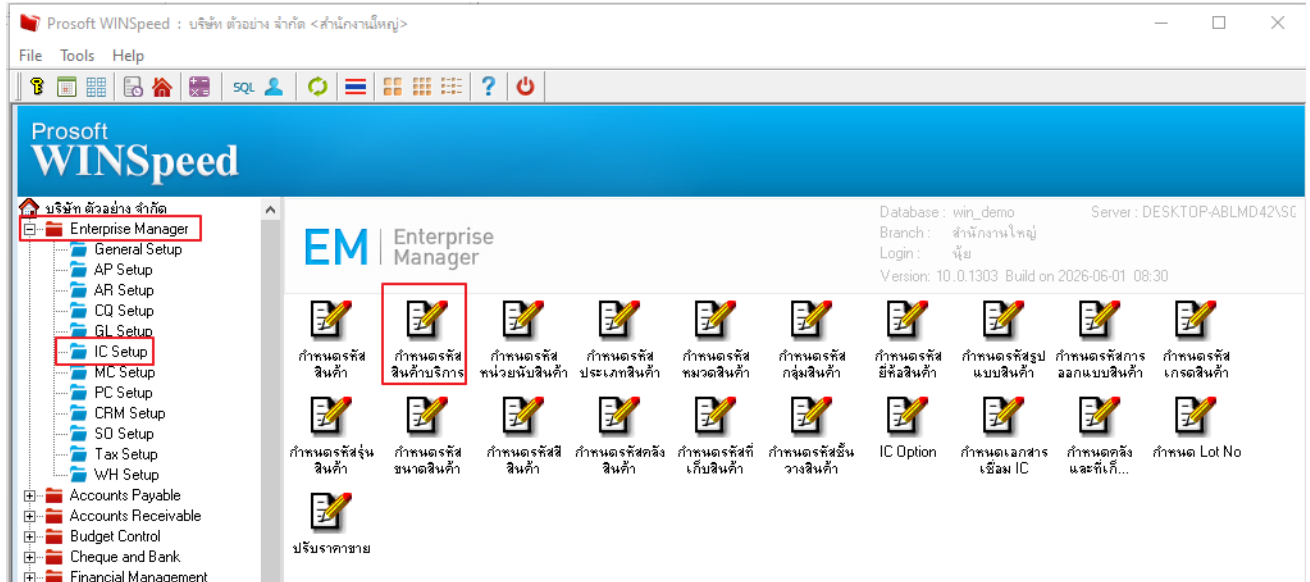 Prosoft WINSpeed : บริษัท ตัวอย่าง จำกัด <สำนักงานใหญ่>
File Tools Help
SQL
Prosoft
WINSpeed
บริษัท ตัวอย่าง จำกัด
Enterprise Manager
General Setup
AP Setup
AR Setup
CQ Setup
GL Setup
IC Setup
MC Setup
PC Setup
CRM Setup
SO Setup
Tax Setup
WH Setup
Accounts Payable
Accounts Receivable
Budget Control
Cheque and Bank
Financial Management
EM Enterprise
Manager
Database : win_demo Server : DESKTOP-ABLMD42\SQ
Branch : สำนักงานใหญ่
Login : นุ้ย
Version: 10.0.1303 Build on 2026-06-01 08:30
กำหนดรหัส กำหนดรหัส กำหนดรหัส กำหนดรหัส กำหนดรหัส กำหนดรหัส กำหนดรหัส กำหนดรหัสรูป กำหนดรหัสการ กำหนดรหัส
สินค้า สินค้าบริการ หน่วยนับสินค้า ประเภทสินค้า หมวดสินค้า กลุ่มสินค้า ยี่ห้อสินค้า แบบสินค้า ออกแบบสินค้า เกรดสินค้า
กำหนดรหัสรุ่น กำหนดรหัส กำหนดรหัสสี กำหนดรหัสคลัง กำหนดรหัสที่ กำหนดรหัสชั้น IC Option กำหนดเอกสาร กำหนดคลัง กำหนด Lot No
สินค้า ขนาดสินค้า สินค้า สินค้า เก็บสินค้า วางสินค้า เชื่อม IC และที่เก็...
ปรับราคาขาย